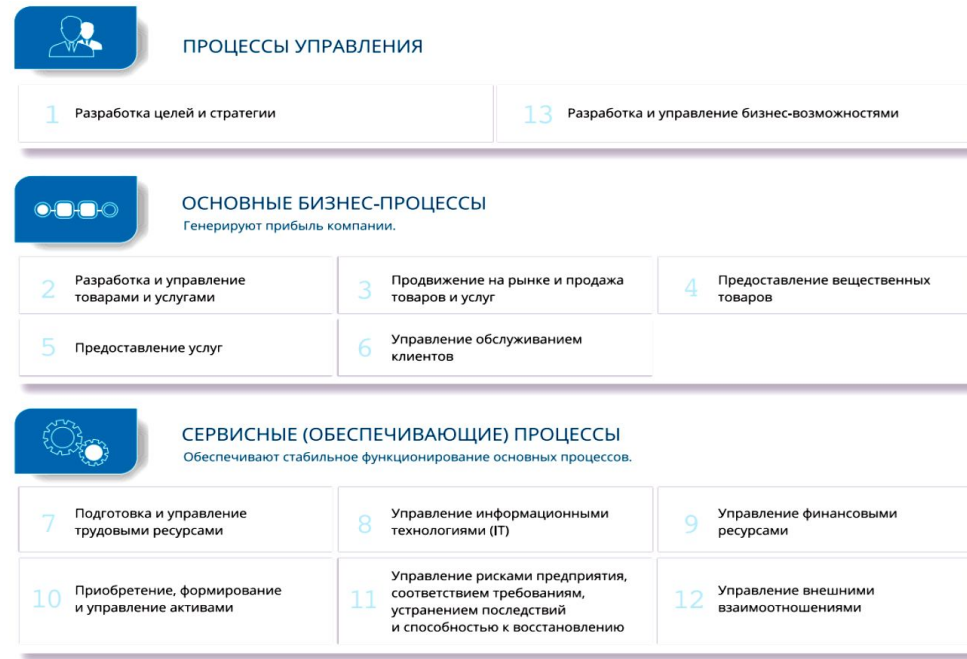 ПРОЦЕССЫ УПРАВЛЕНИЯ
1 Разработка целей и стратегии
13 Разработка и управление бизнес-возможностями
ОСНОВНЫЕ БИЗНЕС-ПРОЦЕССЫ
Генерируют прибыль компании.
2 Разработка и управление
товарами и услугами
3 Продвижение на рынке и продажа
товаров и услуг
4 Предоставление вещественных
товаров
5 Предоставление услуг
6 Управление обслуживанием
клиентов
СЕРВИСНЫЕ (ОБЕСПЕЧИВАЮЩИЕ) ПРОЦЕССЫ
Обеспечивают стабильное функционирование основных процессов.
7 Подготовка и управление
трудовыми ресурсами
8 Управление информационными
технологиями (IT)
9 Управление финансовыми
ресурсами
10 Приобретение, формирование
и управление активами
11 Управление рисками предприятия,
соответствием требованиям,
устранением последствий
и способностью к восстановлению
12 Управление внешними
взаимоотношениями